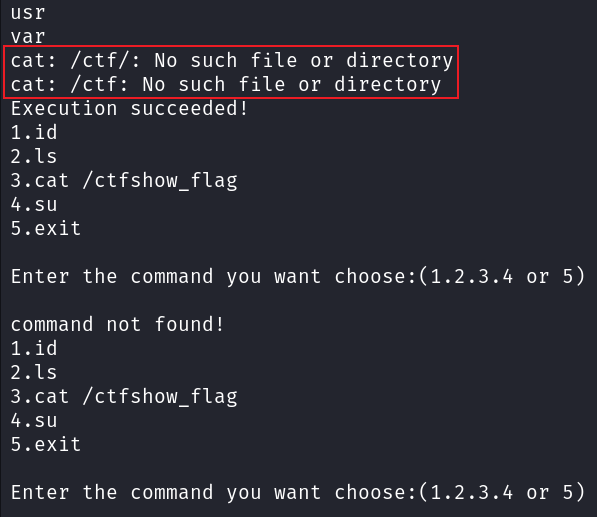 usr
var
cat: /ctf/: No such file or directory
cat: /ctf: No such file or directory
Execution succeeded!
1.id
2.ls
3.cat /ctfshow_flag
4.su
5.exit
Enter the command you want choose:(1.2.3.4 or 5)
command not found!
1.id
2.ls
3.cat /ctfshow_flag
4.su
5.exit
Enter the command you want choose:(1.2.3.4 or 5)